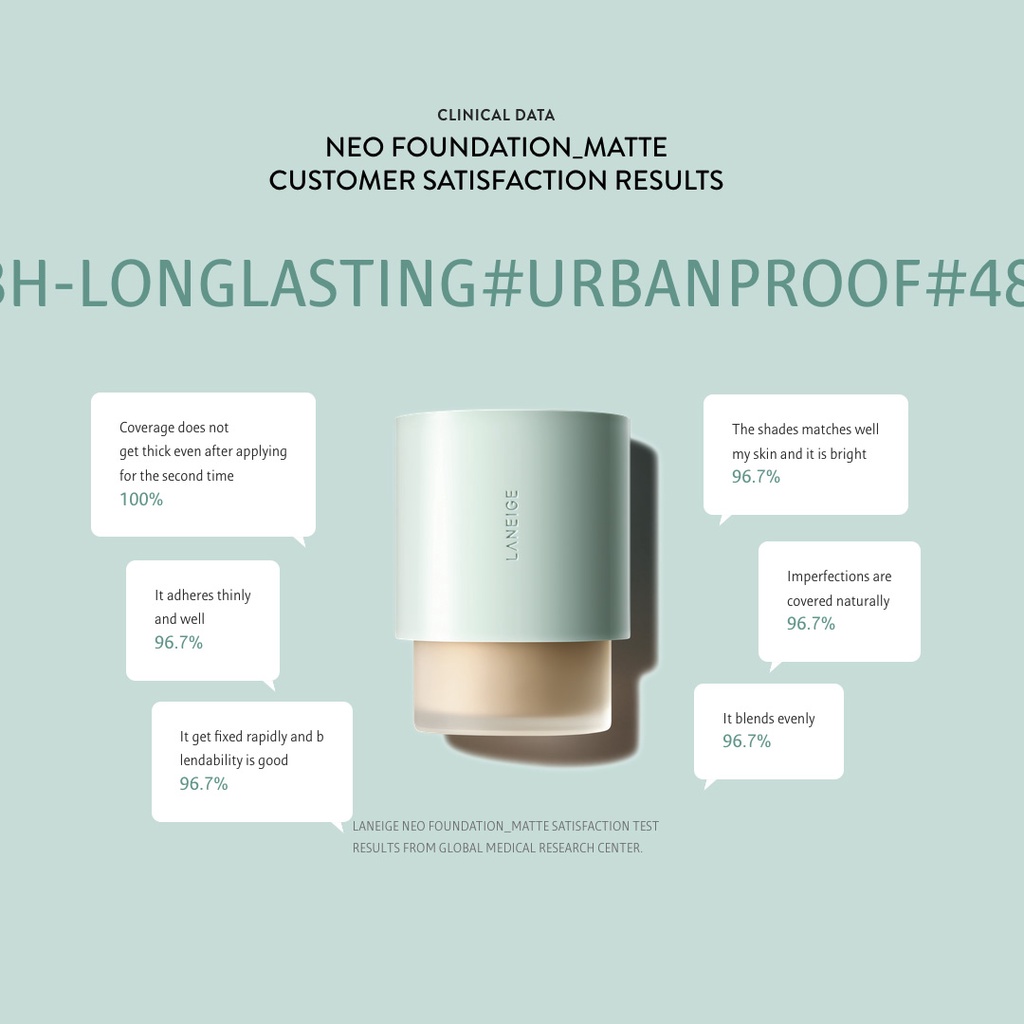 CLINICAL DATA
NEO FOUNDATION_MATTE
CUSTOMER SATISFACTION RESULTS
H-LONGLASTING#URBANPROOF#48
Coverage does not
get thick even after applying
for the second time
100%
It adheres thinly
and well
96.7%
It get fixed rapidly and b
lendability is good
96.7%
LANEIGE
The shades matches well
my skin and it is bright
96.7%
Imperfections are
covered naturally
96.7%
It blends evenly
96.7%
LANEIGE NEO FOUNDATION_MATTE SATISFACTION TEST
RESULTS FROM GLOBAL MEDICAL RESEARCH CENTER.